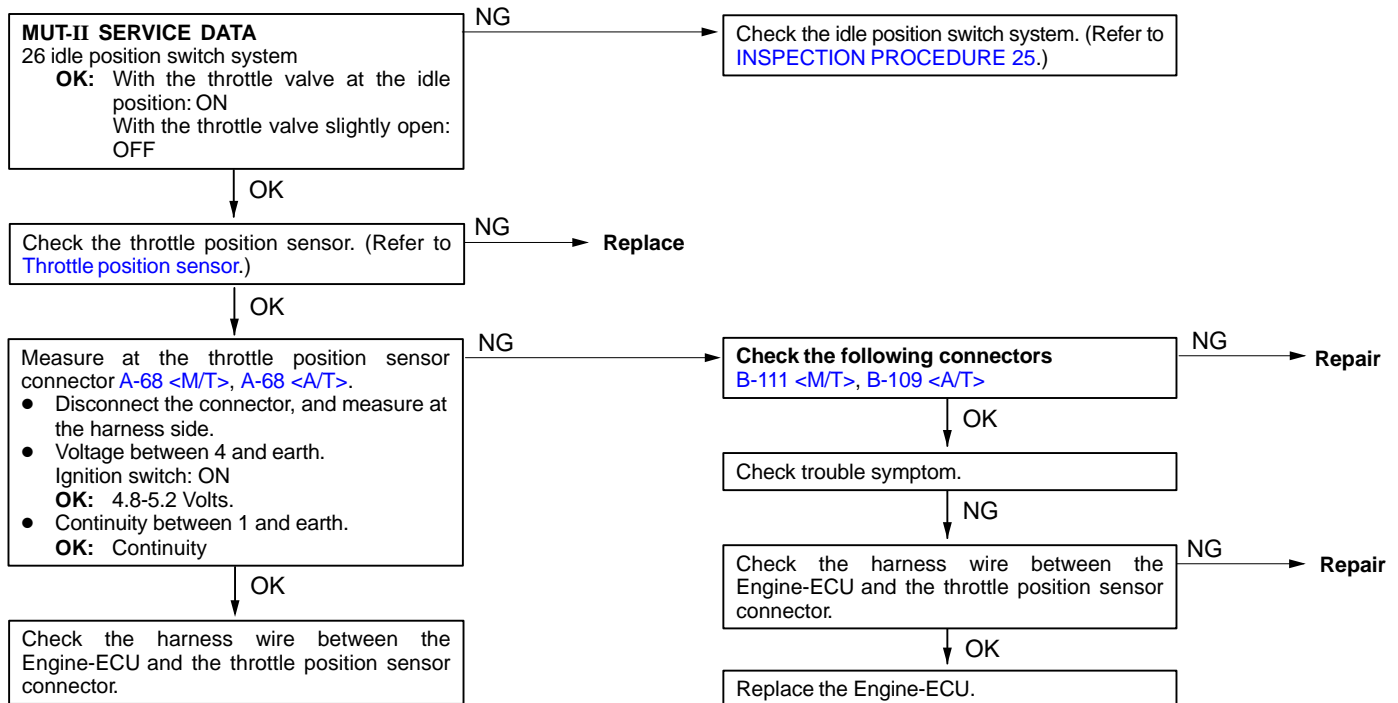 MUT-II SERVICE DATA
26 idle position switch system
OK: With the throttle valve at the idle
position: ON
With the throttle valve slightly open:
OFF
NG
Check the idle position switch system. (Refer to
INSPECTION PROCEDURE 25.)
OK
Check the throttle position sensor. (Refer to
Throttle position sensor.)
NG
Replace
OK
Measure at the throttle position sensor
connector A-68 <M/T>, A-68 <A/T>.
● Disconnect the connector, and measure at
the harness side.
● Voltage between 4 and earth.
Ignition switch: ON
OK: 4.8-5.2 Volts.
● Continuity between 1 and earth.
OK: Continuity
NG
Check the following connectors
B-111 <M/T>, B-109 <A/T>
NG
Repair
OK
Check trouble symptom.
NG
Check the harness wire between the
Engine-ECU and the throttle position sensor
connector.
NG
Repair
OK
Replace the Engine-ECU.
OK
Check the harness wire between the
Engine-ECU and the throttle position sensor
connector.